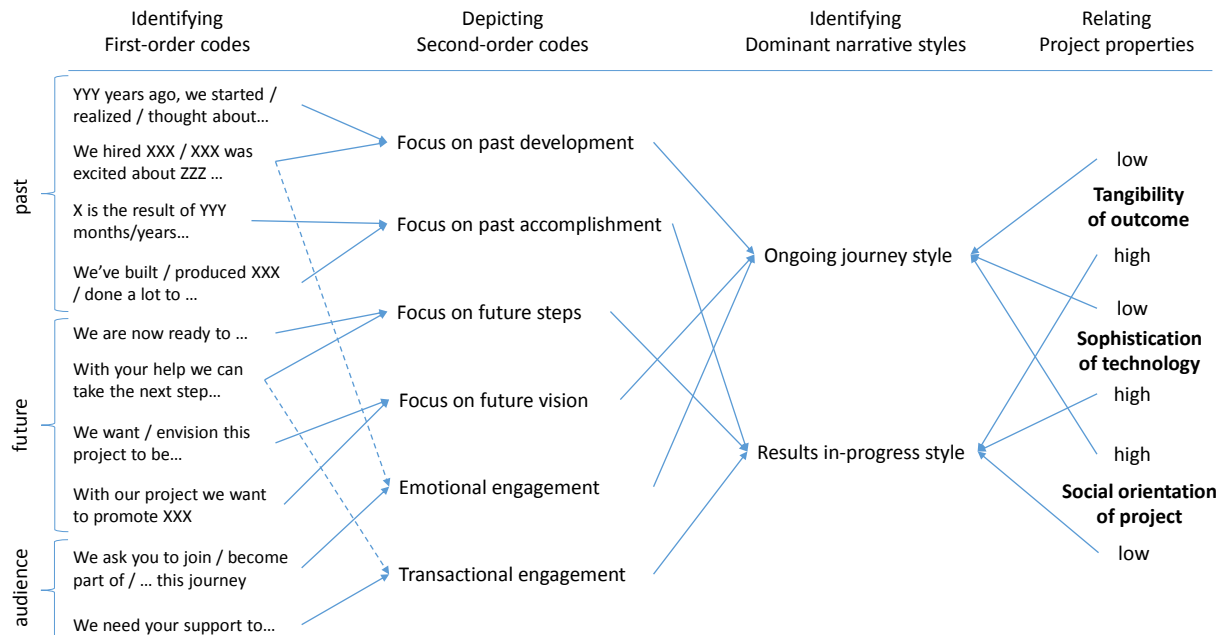 Identifying
First-order codes
Depicting
Second-order codes
Identifying
Dominant narrative styles
Relating
Project properties
past
YYY years ago, we started /
realized / thought about…
We hired XXX / XXX was
excited about ZZZ …
X is the result of YYY
months/years…
We’ve built / produced XXX
/ done a lot to …
future
We are now ready to …
With your help we can
take the next step…
We want / envision this
project to be…
With our project we want
to promote XXX
audience
We ask you to join / become
part of / … this journey
We need your support to…
Focus on past development
Focus on past accomplishment
Focus on future steps
Focus on future vision
Emotional engagement
Transactional engagement
Ongoing journey style
Results in-progress style
low
Tangibility
of outcome
high
low
Sophistication
of technology
high
high
Social orientation
of project
low